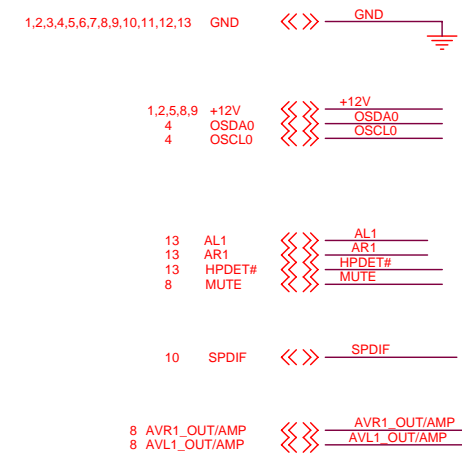 1,2,3,4,5,6,7,8,9,10,11,12,13 GND GND
1,2,5,8,9 +12V +12V
4 OSDA0 OSDA0
4 OSCL0 OSCL0
13 AL1 AL1
13 AR1 AR1
13 HPDET# HPDET#
8 MUTE MUTE
10 SPDIF SPDIF
8 AVR1_OUT/AMP AVR1_OUT/AMP
8 AVL1_OUT/AMP AVL1_OUT/AMP